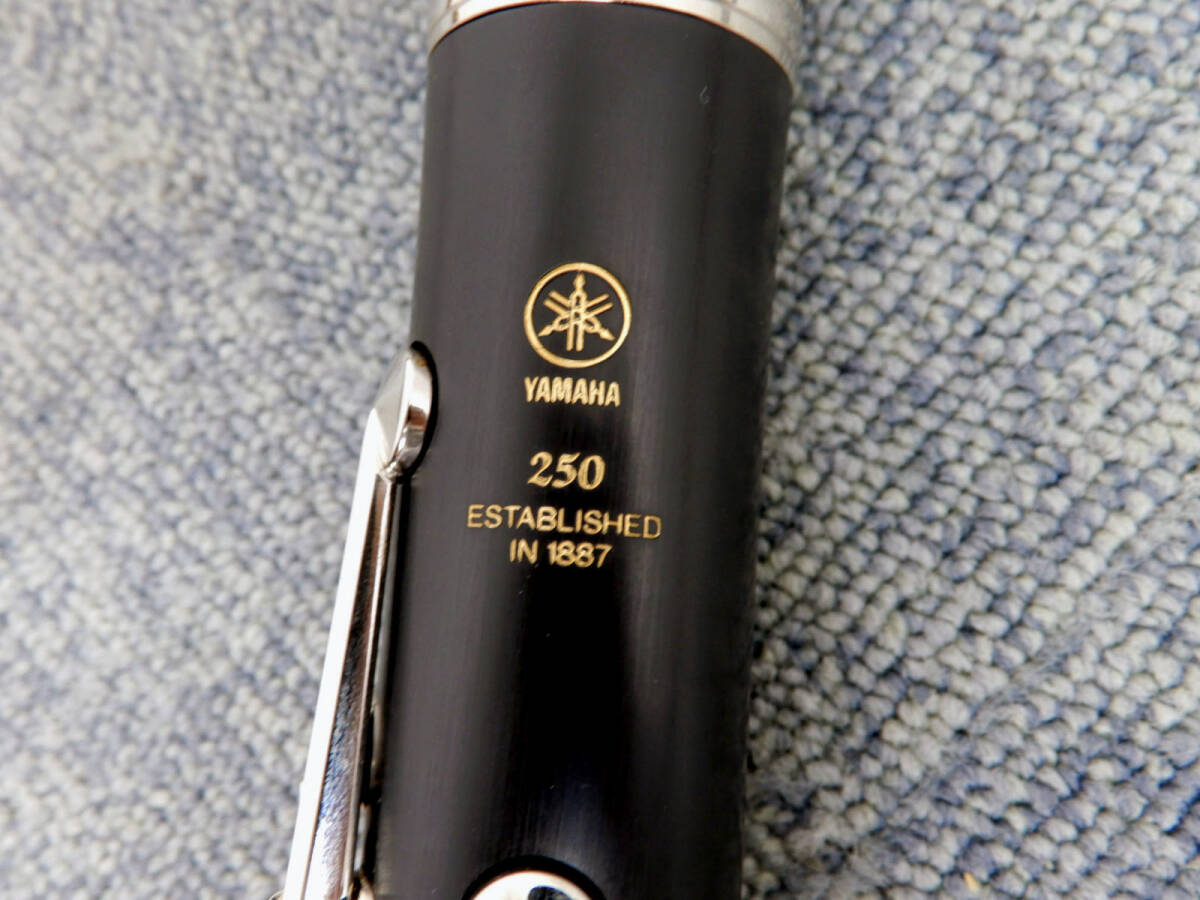 YAMAHA
250
ESTABLISHED
IN 1887